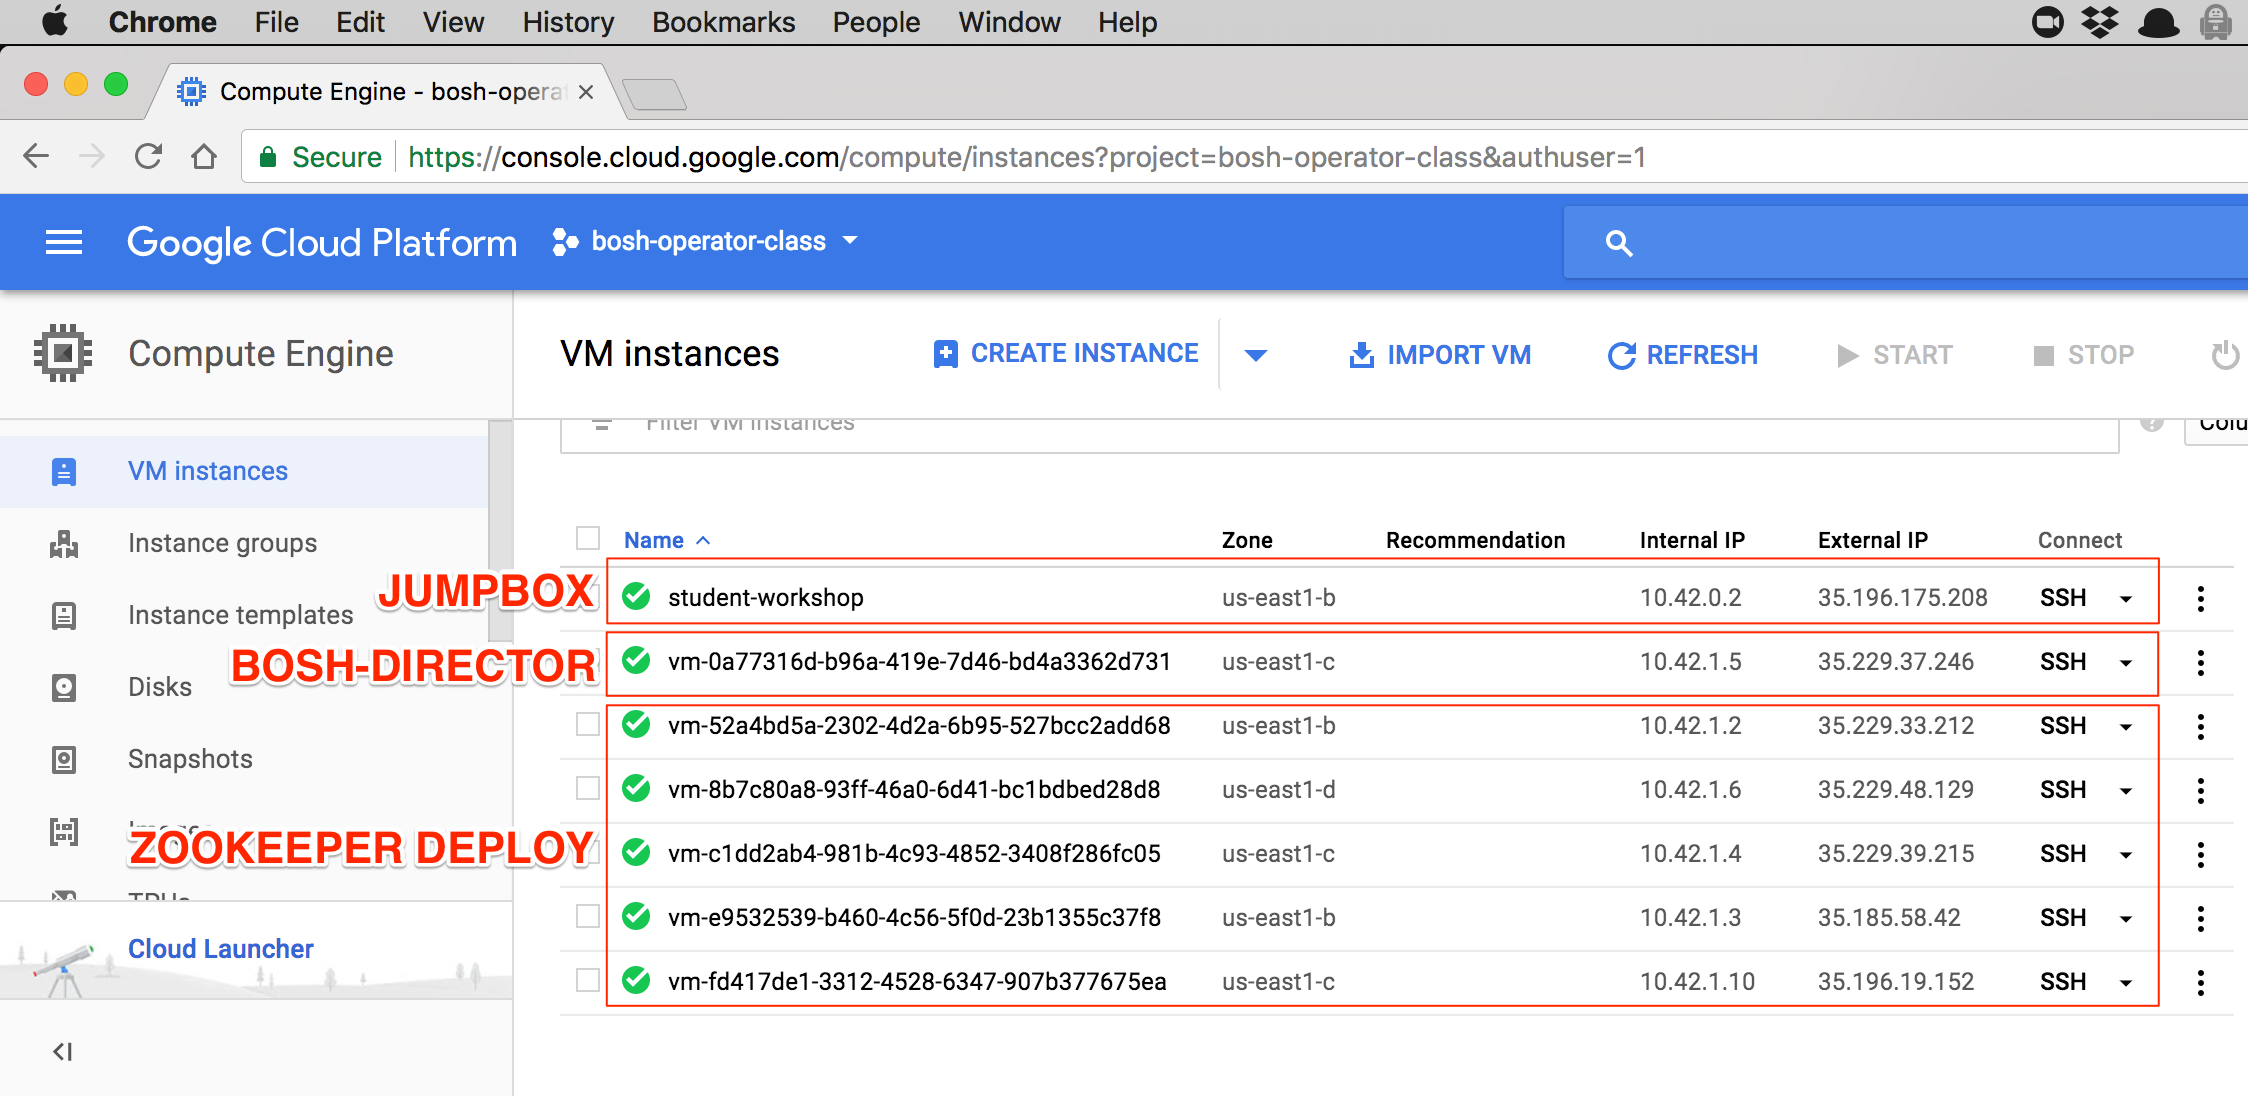 Chrome File Edit View History Bookmarks People Window Help
Compute Engine - bosh-opera
Secure https://console.cloud.google.com/compute/instances?project=bosh-operator-class&authuser=1
Google Cloud Platform bosh-operator-class
Compute Engine
VM instances CREATE INSTANCE IMPORT VM REFRESH START STOP
Filter VM instances
Colu
VM instances
Instance groups
Instance templates
Disks
Snapshots
Cloud Launcher
Name Zone Recommendation Internal IP External IP Connect
JUMPBOX
student-workshop us-east1-b 10.42.0.2 35.196.175.208 SSH
BOSH-DIRECTOR
vm-0a77316d-b96a-419e-7d46-bd4a3362d731 us-east1-c 10.42.1.5 35.229.37.246 SSH
vm-52a4bd5a-2302-4d2a-6b95-527bcc2add68 us-east1-b 10.42.1.2 35.229.33.212 SSH
vm-8b7c80a8-93ff-46a0-6d41-bc1bdbed28d8 us-east1-d 10.42.1.6 35.229.48.129 SSH
ZOOKEEPER DEPLOY
vm-c1dd2ab4-981b-4c93-4852-3408f286fc05 us-east1-c 10.42.1.4 35.229.39.215 SSH
vm-e9532539-b460-4c56-5f0d-23b1355c37f8 us-east1-b 10.42.1.3 35.185.58.42 SSH
vm-fd417de1-3312-4528-6347-907b377675ea us-east1-c 10.42.1.10 35.196.19.152 SSH